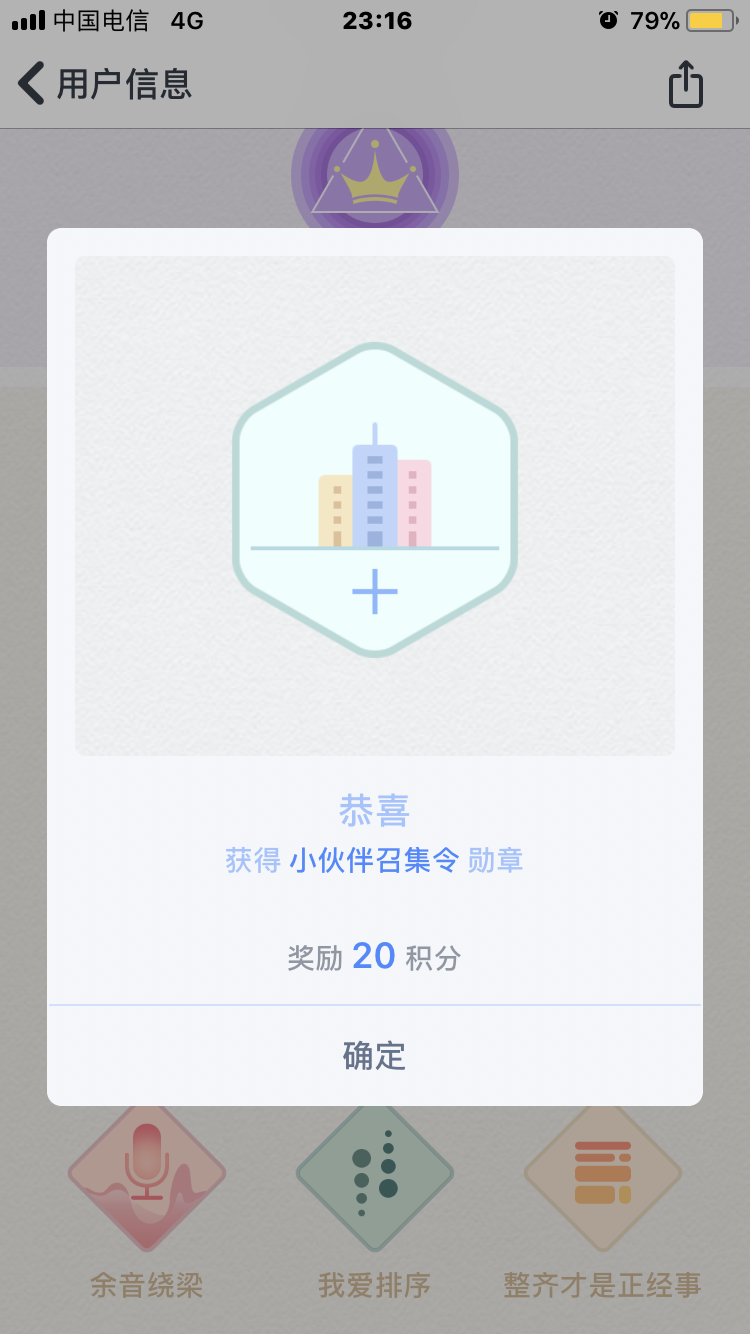 中国电信 4G 23:16 79%
用户信息
恭喜
获得 小伙伴召集令 勋章
奖励 20 积分
确定
余音绕梁 我爱排序 整齐才是正经事